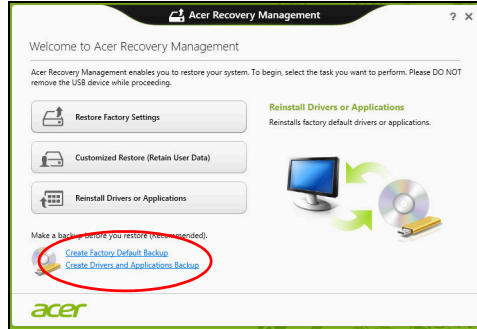 Acer Recovery Management
? X
Welcome to Acer Recovery Management
Acer Recovery Management enables you to restore your system. To begin, select the task you want to perform. Please DO NOT
remove the USB device while proceeding.
Restore Factory Settings
Customized Restore (Retain User Data)
Reinstall Drivers or Applications
Reinstall Drivers or Applications
Reinstalls factory default drivers or applications.
Make a backup before you restore (Recommended).
Create Factory Default Backup
Create Drivers and Applications Backup
acer